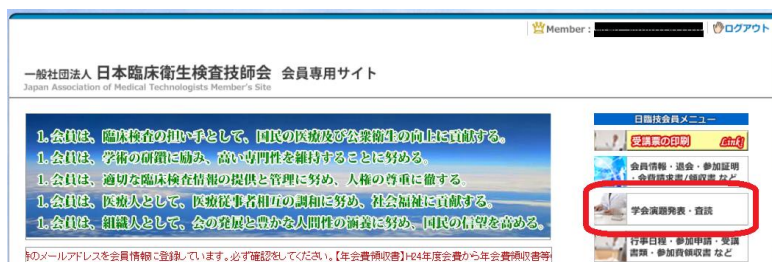 Member :
ログアウト
一般社団法人 日本臨床衛生検査技師会 会員専用サイト
Japan Association of Medical Technologists Member's Site
1. 会員は、臨床検査の担い手として、国民の医療及び公衆衛生の向上に貢献する。
1. 会員は、学術の研鑽に励み、高い専門性を維持することに努める。
1. 会員は、適切な臨床検査情報の提供と管理に努め、人権の尊重に徹する。
1. 会員は、医療人として、医療従事者相互の調和に努め、社会福祉に貢献する。
1. 会員は、組織人として、会の発展と豊かな人間性の涵養に努め、国民の信望を高める。
のメールアドレスを会員情報に登録しています。必ず確認をしてください。【年会費領収書】H24年度会費から年会費領収書等
日臨技会員メニュー
受講票の印刷 Link
会員情報・退会・参加証明
・会費請求書/領収書 など
学会演題発表・査読
行事日程・参加申請・受講
書類・参加費領収書 など